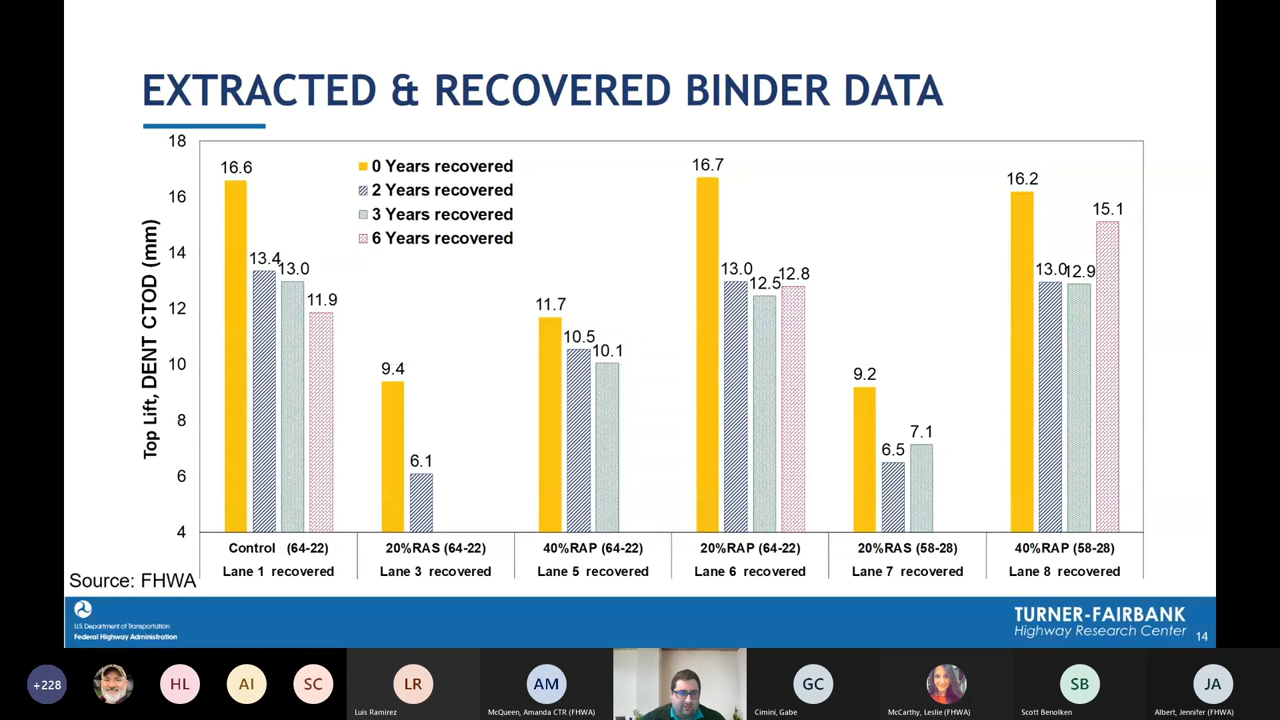 EXTRACTED & RECOVERED BINDER DATA
Top Lift, DENT CTOD (mm)
18
16
14
12
10
8
6
4
0 Years recovered
2 Years recovered
3 Years recovered
6 Years recovered
16.6
13.4
13.0
11.9
9.4
6.1
11.7
10.5
10.1
16.7
13.0
12.5
12.8
9.2
6.5
7.1
16.2
13.0
12.9
15.1
Control (64-22)
Lane 1 recovered
20%RAS (64-22)
Lane 3 recovered
40%RAP (64-22)
Lane 5 recovered
20%RAP (64-22)
Lane 6 recovered
20%RAS (58-28)
Lane 7 recovered
40%RAP (58-28)
Lane 8 recovered
Source: FHWA
U.S. Department of Transportation
Federal Highway Administration
TURNER-FAIRBANK
Highway Research Center
14
+228
HL
AI
SC
LR
Luis Ramirez
AM
McQueen, Amanda CTR (FHWA)
GC
Cimini, Gabe
McCarthy, Leslie (FHWA)
SB
Scott Benolken
JA
Albert, Jennifer (FHWA)